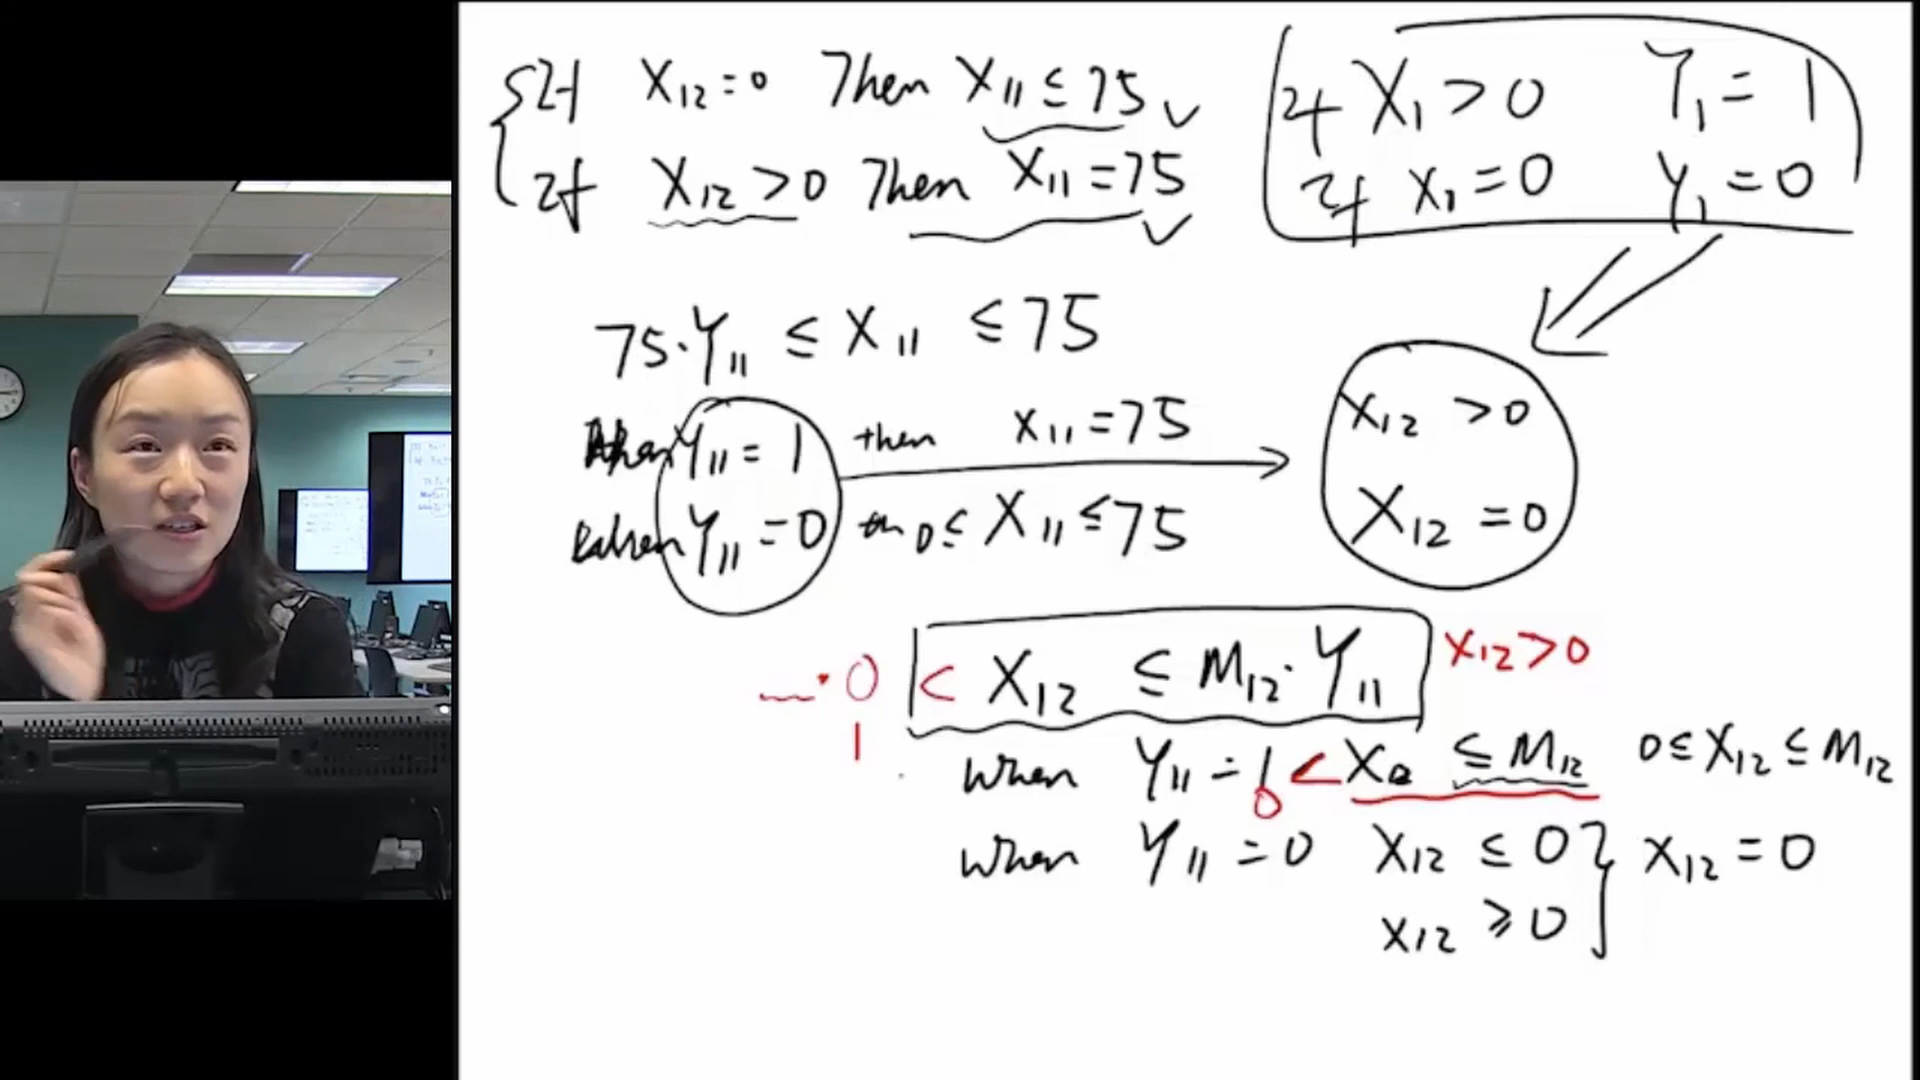 If X12=0 Then X11 ≤ 75 ✓
If X12 >0 Then X11 =75 ✓
If X1 > 0 Y1 = 1
If X1 =0 Y1 =0
75·Y11 ≤ X11 ≤ 75
When Y11 = 1 then X11 =75
When Y11 =0 0≤ X11 ≤75
X12 >0
X12 =0
0 < X12 ≤ M12· Y11 X12>0
1
when Y11 =1 < X12 ≤ M12 0≤ X12 ≤ M12
0
when Y11 =0 X12 ≤ 0 } X12 =0
X12 ≥ 0